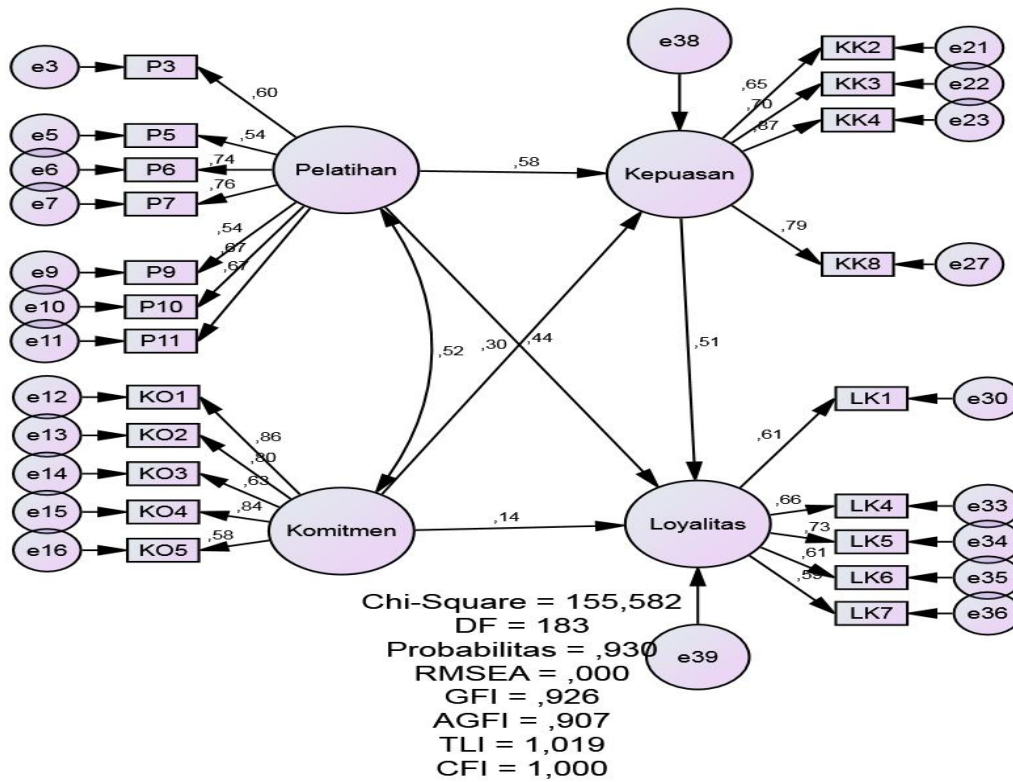 e38
e3
P3
,60
e5
P5
,54
e6
P6
,74
e7
P7
,76
e9
P9
,54
e10
P10
,67
e11
P11
,67
Pelatihan
,58
Kepuasan
KK2
e21
,65
KK3
e22
,70
KK4
e23
,87
,79
KK8
e27
,52
,30
,44
,51
e12
KO1
,86
e13
KO2
,80
e14
KO3
,63
e15
KO4
,84
e16
KO5
,58
Komitmen
,14
Loyalitas
LK1
e30
,61
,66
LK4
e33
,73
LK5
e34
,61
LK6
e35
LK7
e36
e39
Chi-Square = 155,582
DF = 183
Probabilitas = ,930
RMSEA = ,000
GFI = ,926
AGFI = ,907
TLI = 1,019
CFI = 1,000